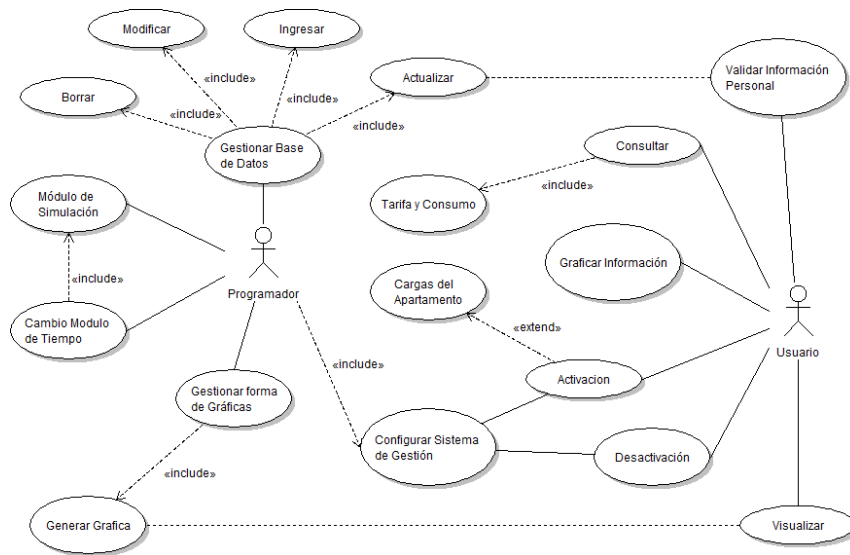 Modificar
Ingresar
«include»
«include»
Actualizar
Validar Información
Personal
Borrar
«include»
«include»
Gestionar Base
de Datos
Consultar
«include»
Tarifa y Consumo
Módulo de
Simulación
«include»
Programador
Graficar Información
Cargas del
Apartamento
Cambio Modulo
de Tiempo
«extend»
Usuario
«include»
Activacion
Gestionar forma
de Gráficas
Configurar Sistema
de Gestión
Desactivación
«include»
Generar Grafica
Visualizar